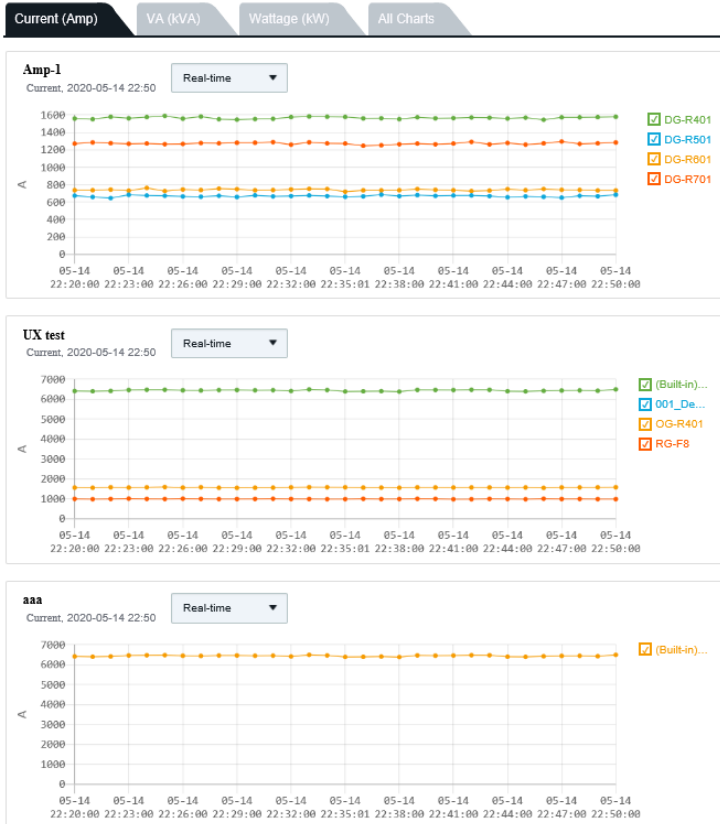 Current (Amp) VA (kVA) Wattage (kW) All Charts
Amp-1
Current, 2020-05-14 22:50 Real-time
1600
1400
1200
1000
800
600
400
200
0
A
05-14 05-14 05-14 05-14 05-14 05-14 05-14 05-14 05-14 05-14 05-14
22:20:00 22:23:00 22:26:00 22:29:00 22:32:00 22:35:01 22:38:00 22:41:00 22:44:00 22:47:00 22:50:00
DG-R401
DG-R501
DG-R601
DG-R701
UX test
Current, 2020-05-14 22:50 Real-time
7000
6000
5000
4000
3000
2000
1000
0
A
05-14 05-14 05-14 05-14 05-14 05-14 05-14 05-14 05-14 05-14 05-14
22:20:00 22:23:00 22:26:00 22:29:00 22:32:00 22:35:01 22:38:00 22:41:00 22:44:00 22:47:00 22:50:00
(Built-in)...
001_De...
OG-R401
RG-F8
aaa
Current, 2020-05-14 22:50 Real-time
7000
6000
5000
4000
3000
2000
1000
0
A
05-14 05-14 05-14 05-14 05-14 05-14 05-14 05-14 05-14 05-14 05-14
22:20:00 22:23:00 22:26:00 22:29:00 22:32:00 22:35:01 22:38:00 22:41:00 22:44:00 22:47:00 22:50:00
(Built-in)...